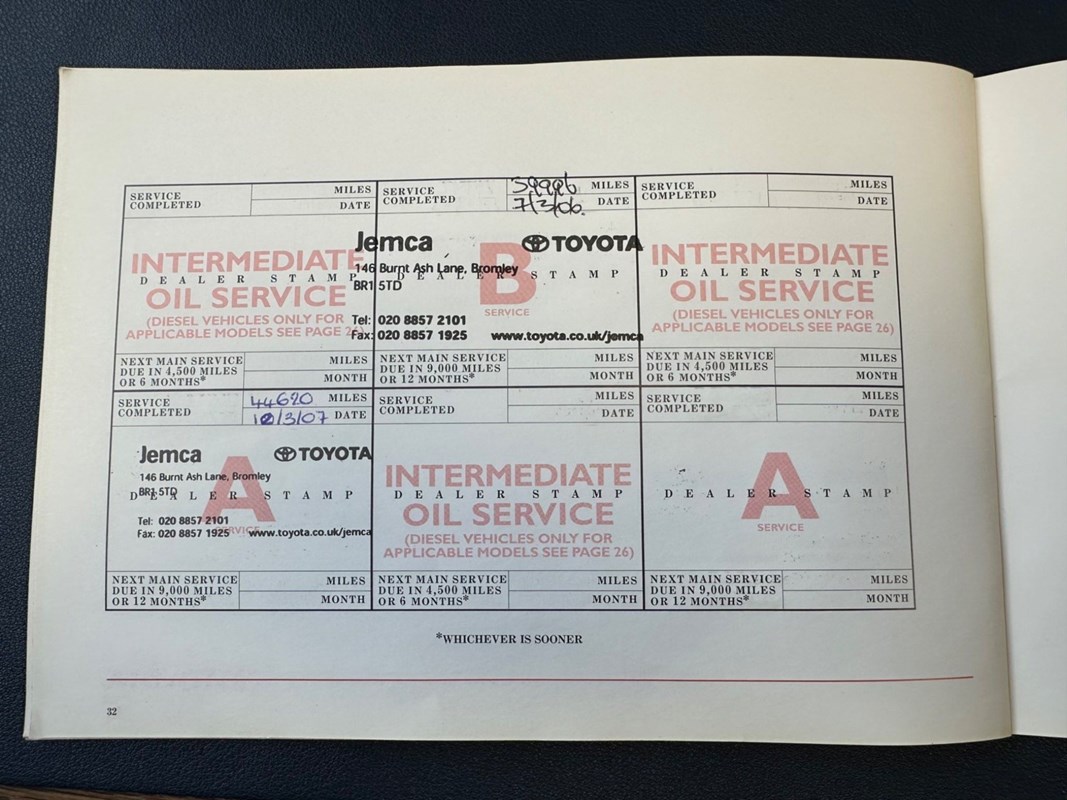 SERVICE COMPLETED MILES DATE
INTERMEDIATE
DEALER STAMP
OIL SERVICE
(DIESEL VEHICLES ONLY FOR
APPLICABLE MODELS SEE PAGE 26)
NEXT MAIN SERVICE MILES
DUE IN 4,500 MILES
OR 6 MONTHS* MONTH
SERVICE COMPLETED 39996 MILES
7/3/06. DATE
Jemca TOYOTA
B
146 Burnt Ash Lane, Bromley
DEALER STAMP
BR1 5TD
SERVICE
Tel: 020 8857 2101
Fax: 020 8857 1925 www.toyota.co.uk/jemca
NEXT MAIN SERVICE MILES
DUE IN 9,000 MILES
OR 12 MONTHS* MONTH
SERVICE COMPLETED MILES DATE
INTERMEDIATE
DEALER STAMP
OIL SERVICE
(DIESEL VEHICLES ONLY FOR
APPLICABLE MODELS SEE PAGE 26)
NEXT MAIN SERVICE MILES
DUE IN 4,500 MILES
OR 6 MONTHS* MONTH
SERVICE COMPLETED 44620 MILES
DATE
Jemca TOYOTA
A
146 Burnt Ash Lane, Bromley
BR1 5TD
DEALER STAMP
Tel: 020 8857 2101
SERVICE
Fax: 020 8857 1925 www.toyota.co.uk/jemca
NEXT MAIN SERVICE MILES
DUE IN 9,000 MILES
OR 12 MONTHS* MONTH
SERVICE COMPLETED MILES DATE
INTERMEDIATE
DEALER STAMP
OIL SERVICE
(DIESEL VEHICLES ONLY FOR
APPLICABLE MODELS SEE PAGE 26)
NEXT MAIN SERVICE MILES
DUE IN 4,500 MILES
OR 6 MONTHS* MONTH
SERVICE COMPLETED MILES DATE
A
DEALER STAMP
SERVICE
NEXT MAIN SERVICE MILES
DUE IN 9,000 MILES
OR 12 MONTHS* MONTH
*WHICHEVER IS SOONER
32